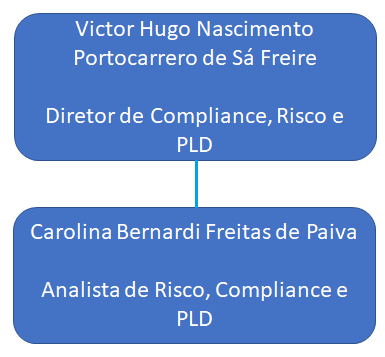 Victor Hugo Nascimento
Portocarrero de Sá Freire
Diretor de Compliance, Risco e
PLD
Carolina Bernardi Freitas de Paiva
Analista de Risco, Compliance e
PLD